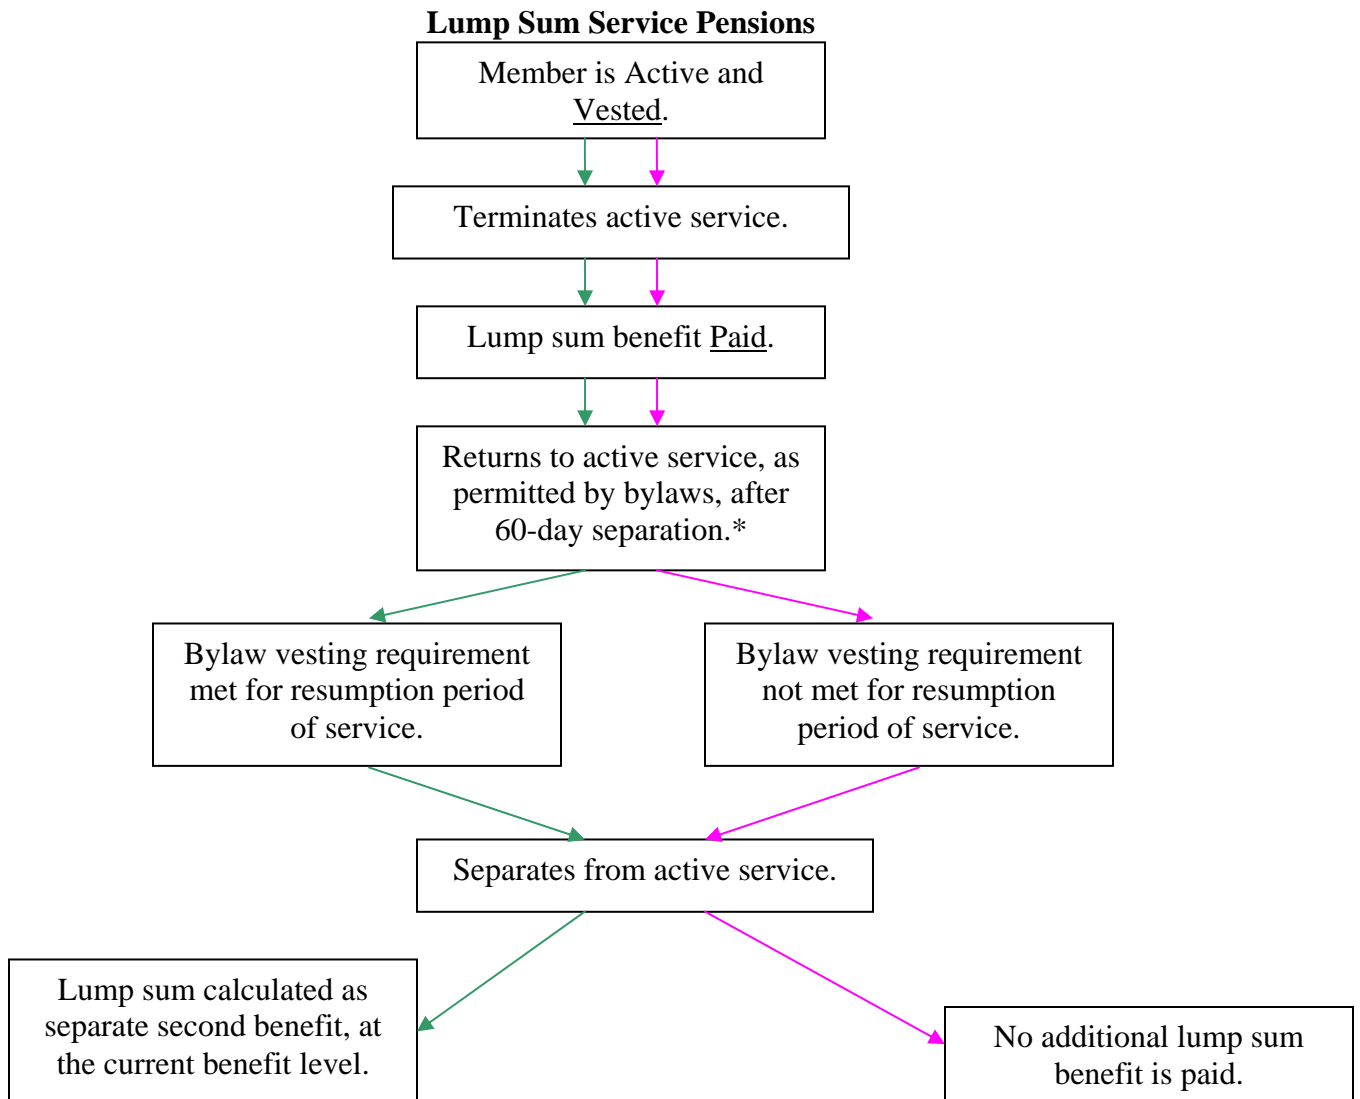 Lump Sum Service Pensions
Member is Active and
Vested.
Terminates active service.
Lump sum benefit Paid.
Returns to active service, as
permitted by bylaws, after
60-day separation.*
Bylaw vesting requirement
met for resumption period
of service.
Bylaw vesting requirement
not met for resumption
period of service.
Separates from active service.
Lump sum calculated as
separate second benefit, at
the current benefit level.
No additional lump sum
benefit is paid.